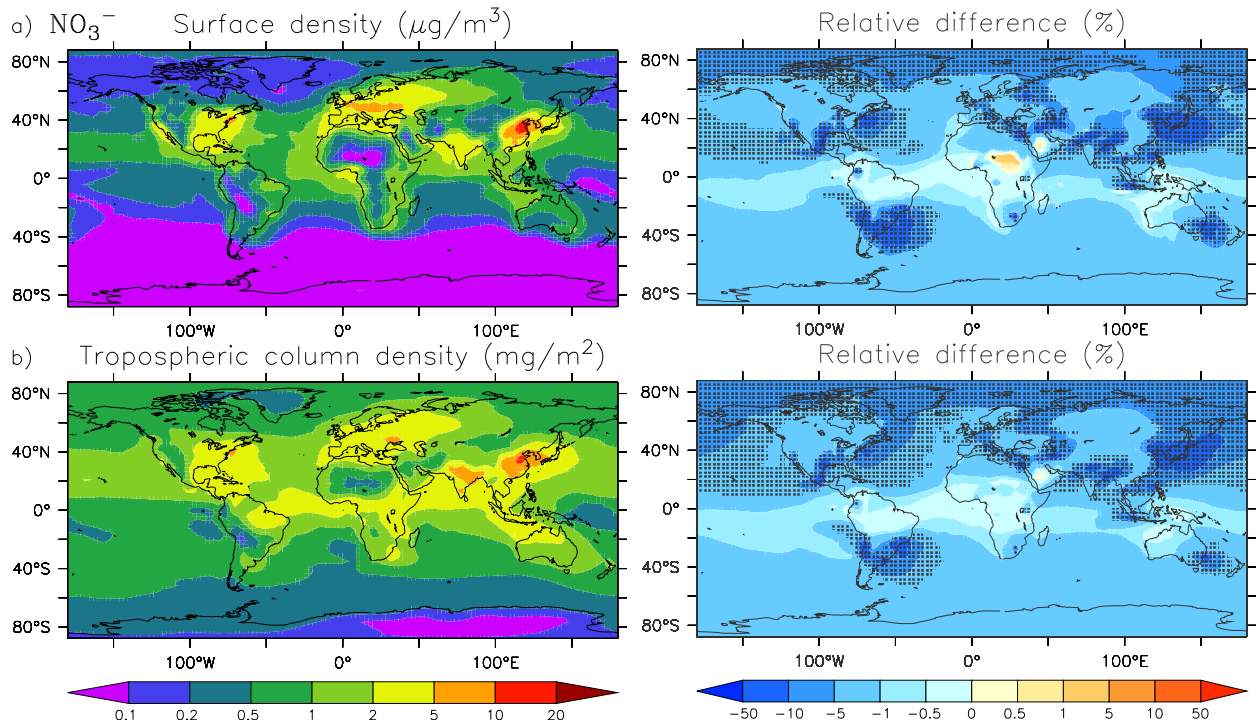 a) NO₃⁻ Surface density (μg/m³) Relative difference (%)
80°N 80°N
40°N 40°N
0° 0°
40°S 40°S
80°S 80°S
100°W 0° 100°E 100°W 0° 100°E
b) Tropospheric column density (mg/m²) Relative difference (%)
80°N 80°N
40°N 40°N
0° 0°
40°S 40°S
80°S 80°S
100°W 0° 100°E 100°W 0° 100°E
0.1 0.2 0.5 1 2 5 10 20 −50 −10 −5 −1 −0.5 0 0.5 1 5 10 50